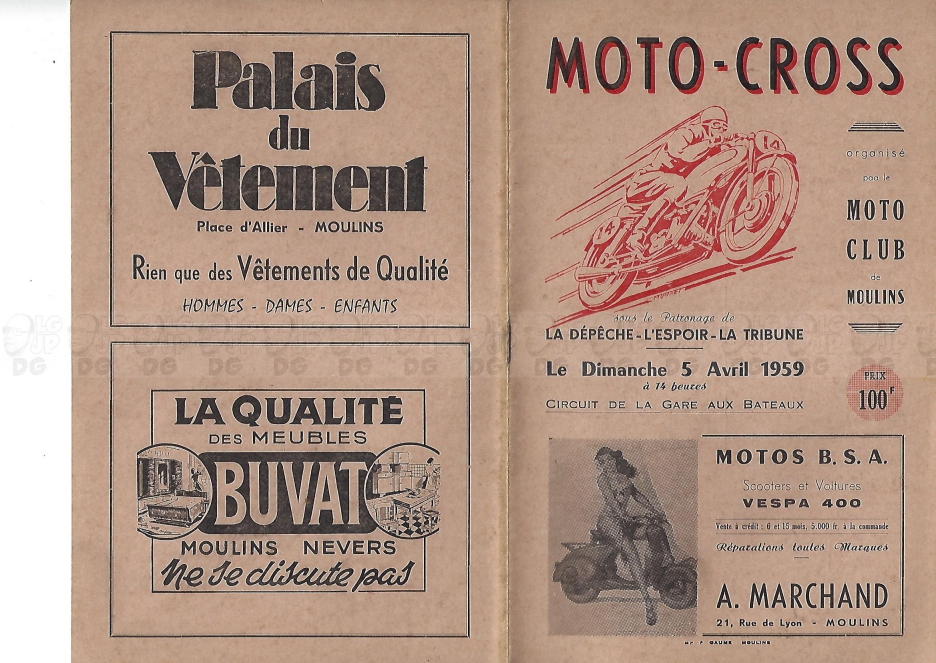 Palais
du
Vêtement
Place d'Allier - MOULINS
Rien que des Vêtements de Qualité
HOMMES - DAMES - ENFANTS
LA QUALITÉ
DES MEUBLES
BUVAT
MOULINS NEVERS
Ne se discute pas
MOTO-CROSS
organisé
par le
MOTO
CLUB
de
MOULINS
14
14
sous le Patronage de
LA DÉPÊCHE - L'ESPOIR - LA TRIBUNE
Le Dimanche 5 Avril 1959
à 14 heures
CIRCUIT DE LA GARE AUX BATEAUX
PRIX
100F
MOTOS B. S. A.
Scooters et Voitures
VESPA 400
Vente à crédit : 6 et 15 mois, 5.000 fr. à la commande
Réparations toutes Marques
A. MARCHAND
21, Rue de Lyon - MOULINS
GAUME MOULINS